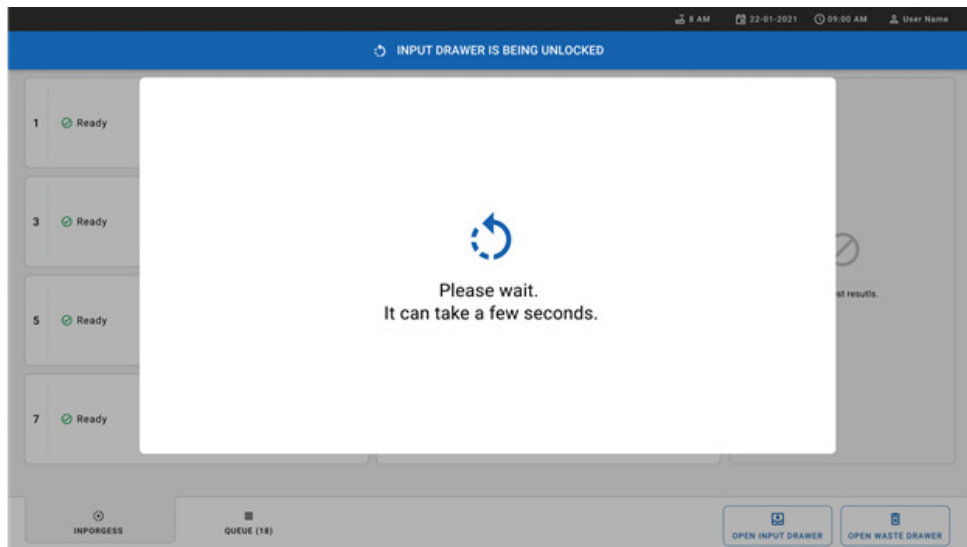 8 AM 22-01-2021 09:00 AM User Name
INPUT DRAWER IS BEING UNLOCKED
1 Ready
3 Ready
5 Ready
7 Ready
Please wait.
It can take a few seconds.
resutls.
INPORGESS
QUEUE (18)
OPEN INPUT DRAWER
OPEN WASTE DRAWER